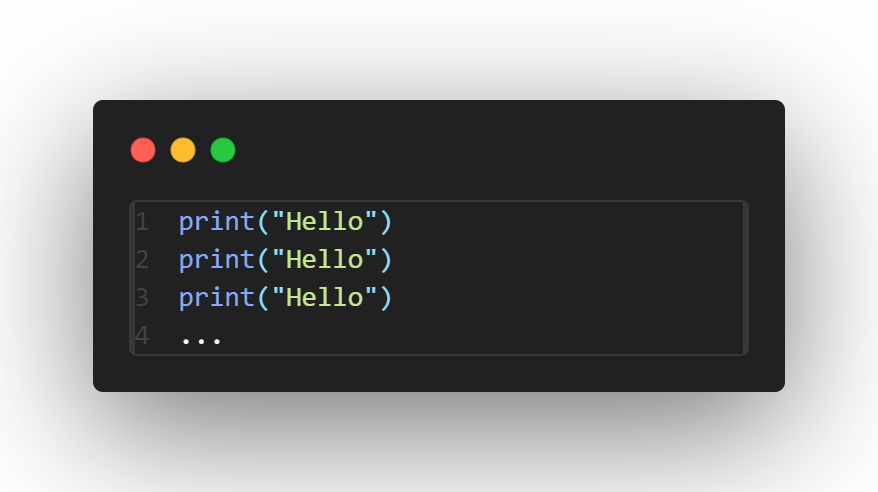 1 print("Hello")
2 print("Hello")
3 print("Hello")
4 ...